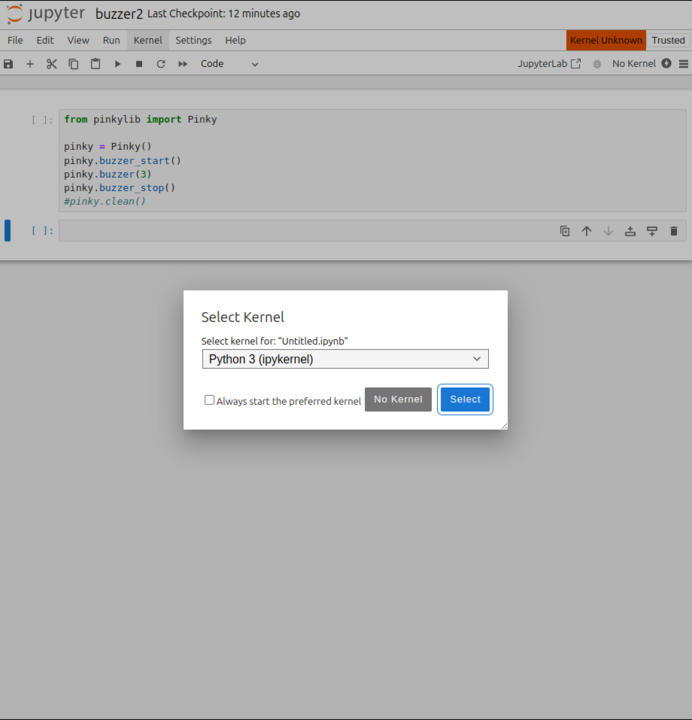 jupyter buzzer2 Last Checkpoint: 12 minutes ago
File Edit View Run Kernel Settings Help Kernel Unknown Trusted
Code JupyterLab No Kernel
[ ]: from pinkylib import Pinky
pinky = Pinky()
pinky.buzzer_start()
pinky.buzzer(3)
pinky.buzzer_stop()
#pinky.clean()
[ ]:
Select Kernel
Select kernel for: "Untitled.ipynb"
Python 3 (ipykernel)
Always start the preferred kernel No Kernel Select